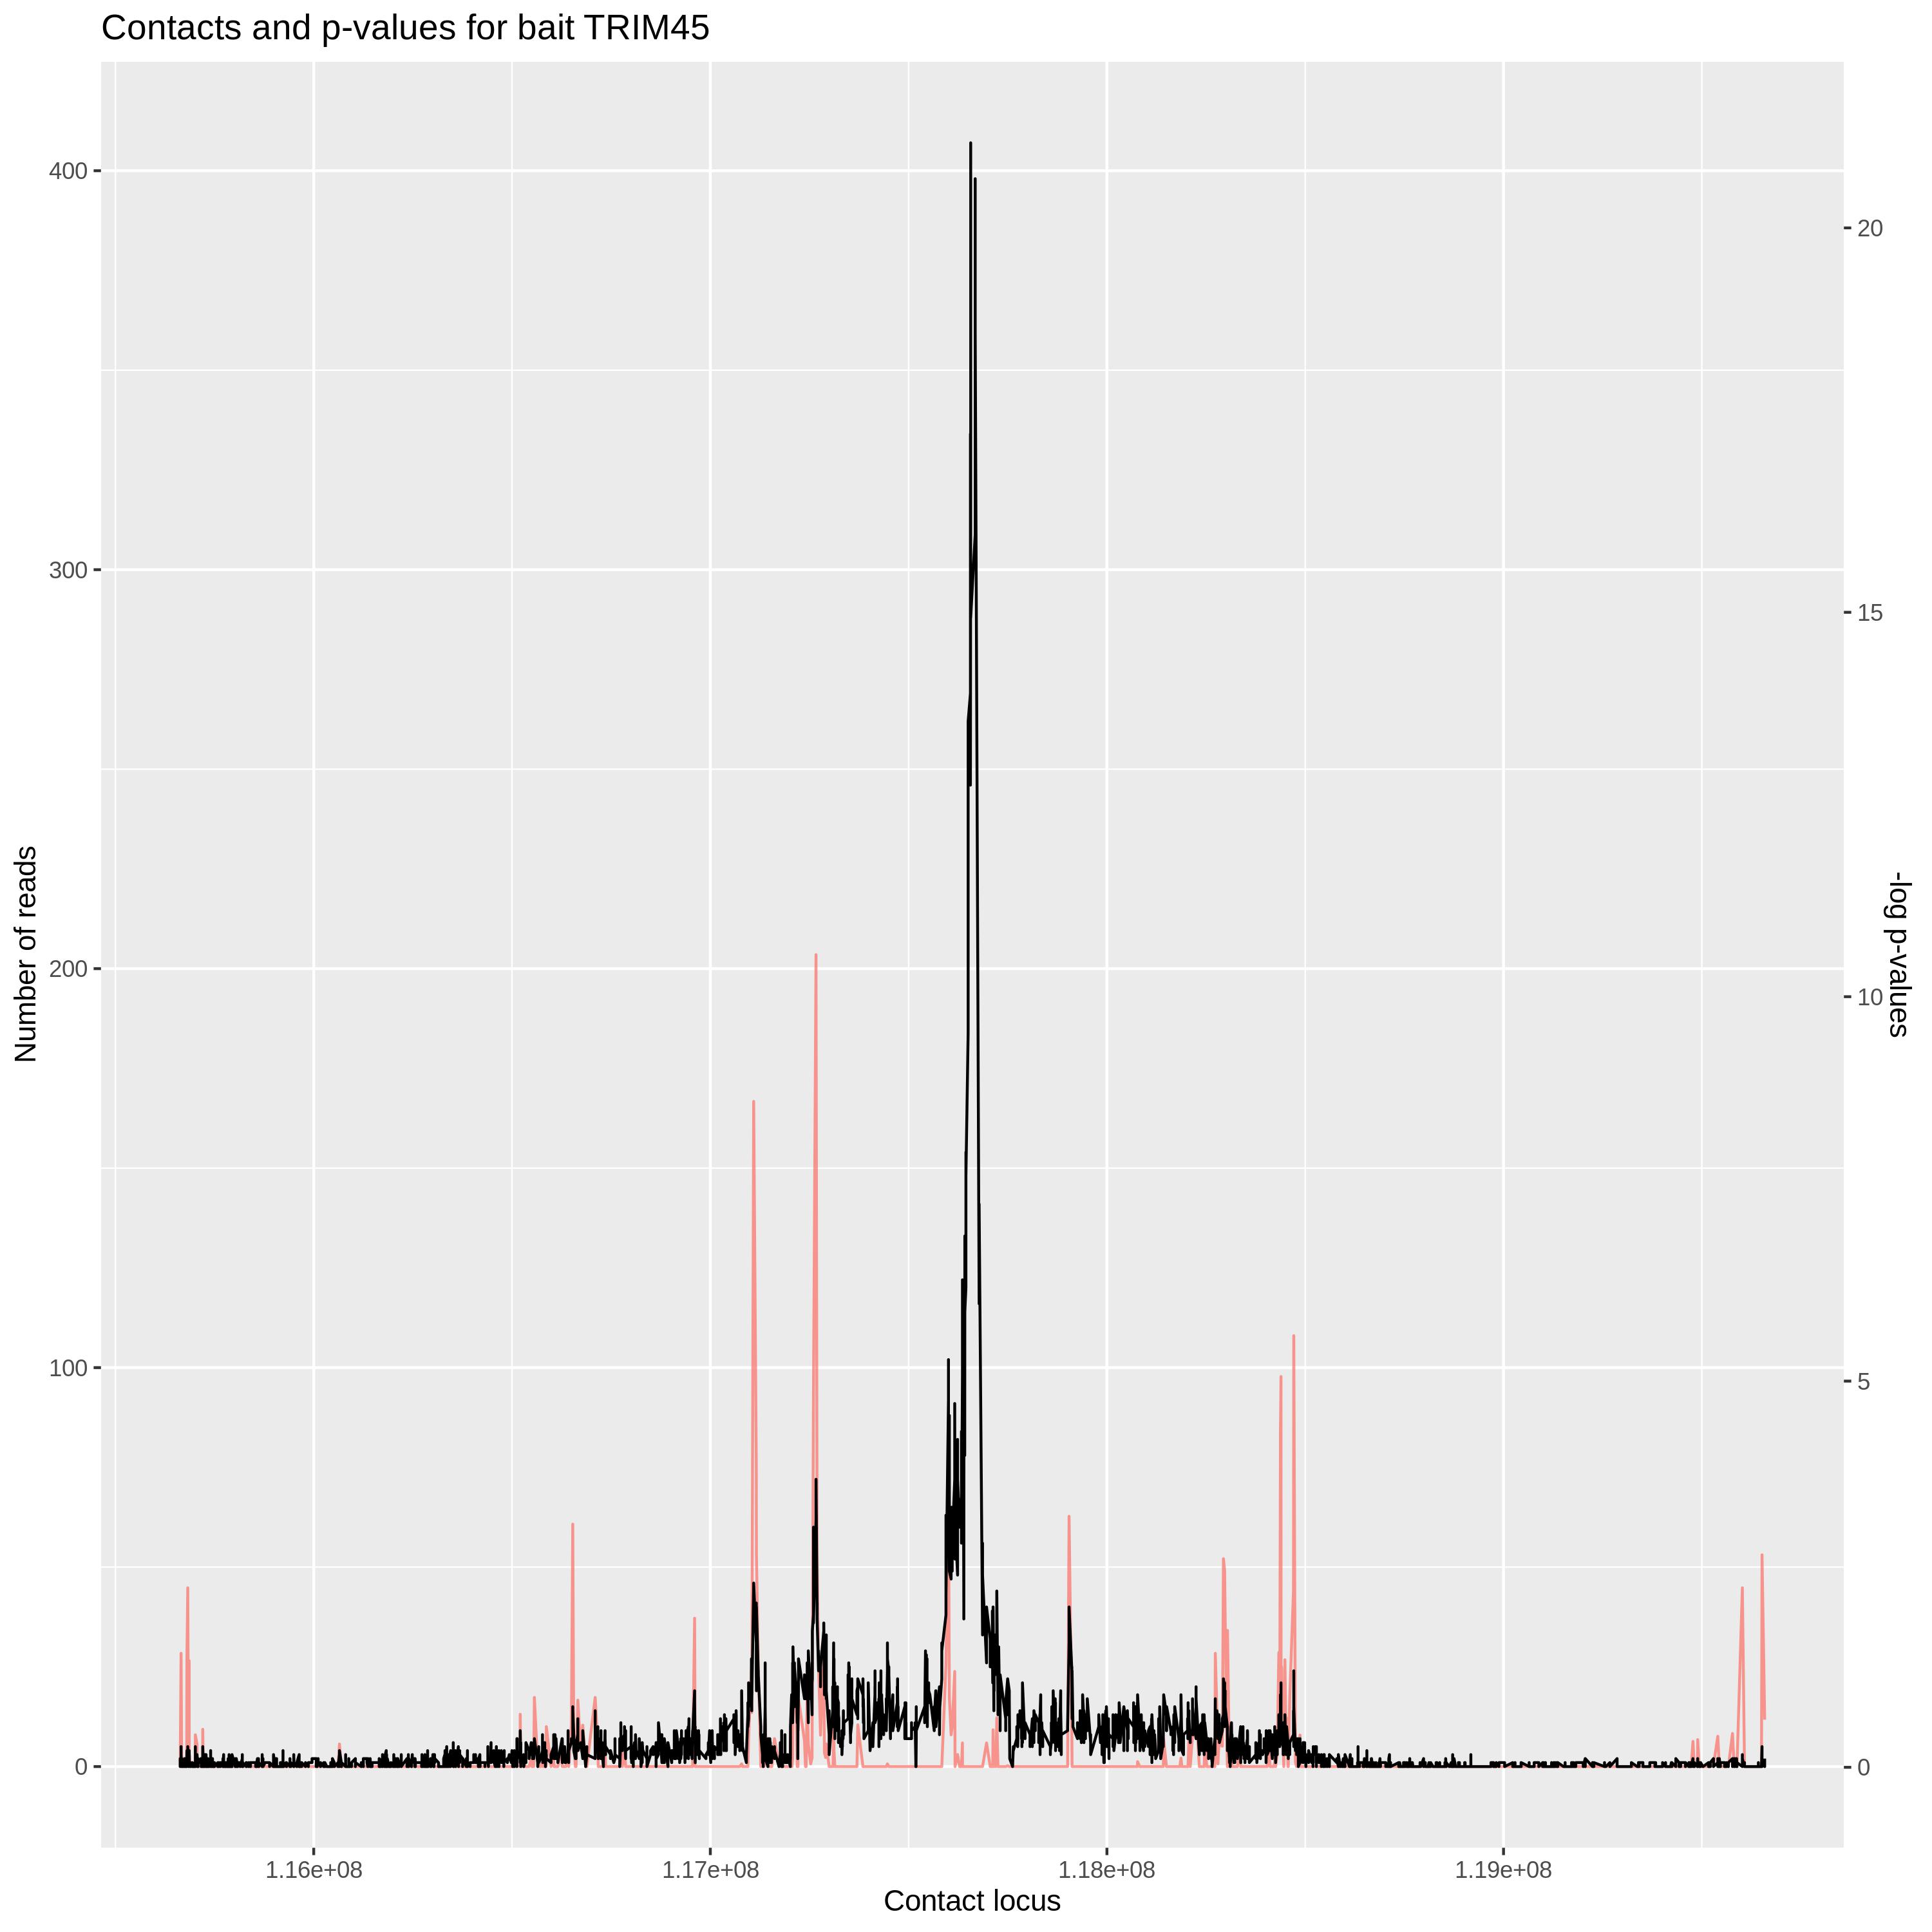 Contacts and p-values for bait TRIM45
400
300
200
100
0
Number of reads
20
15
10
5
0
-log p-values
1.16e+08
1.17e+08
1.18e+08
1.19e+08
Contact locus